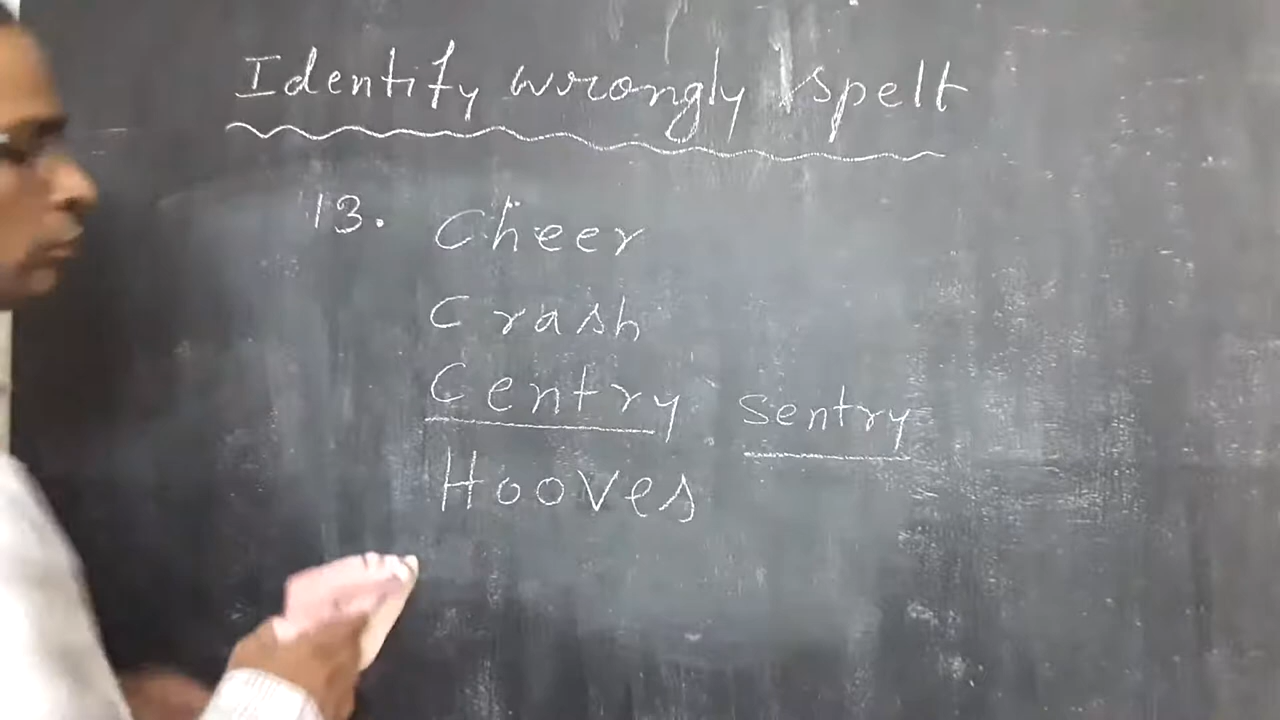 Identify wrongly spelt
13. Cheer
Crash
Centry sentry
Hooves